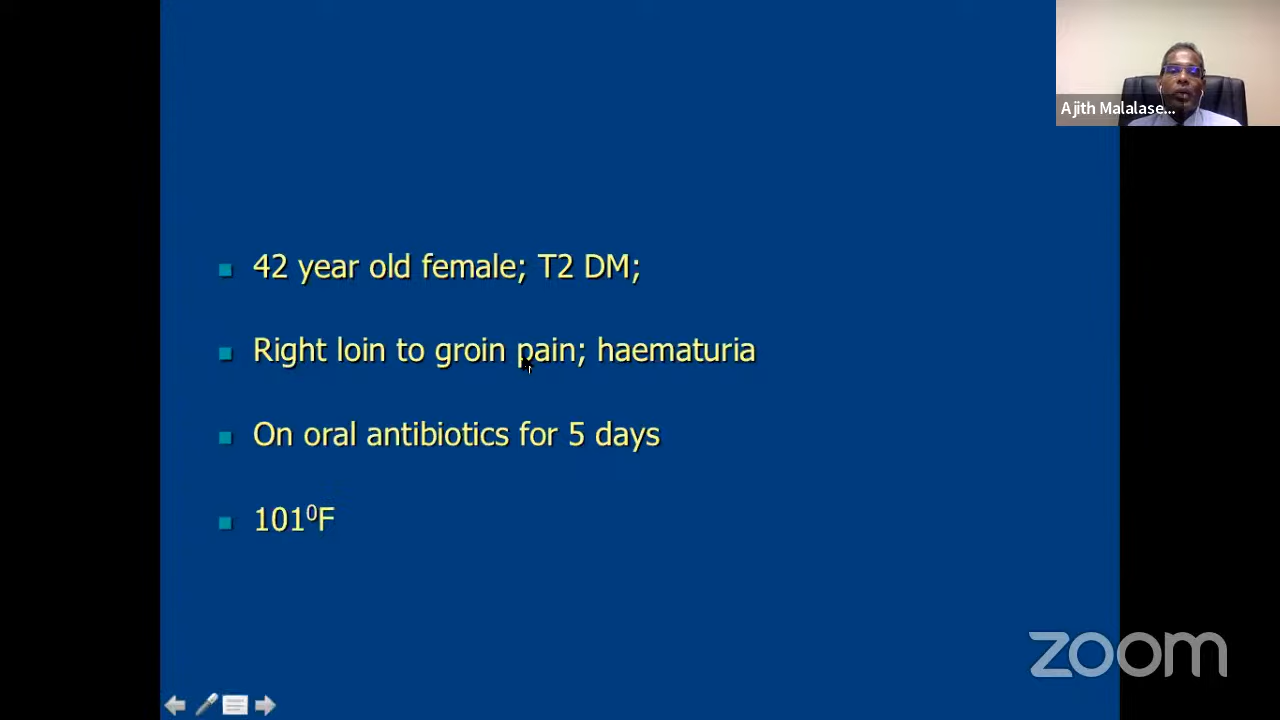 Ajith Malalase...
42 year old female; T2 DM;
Right loin to groin pain; haematuria
On oral antibiotics for 5 days
101⁰F
zoom